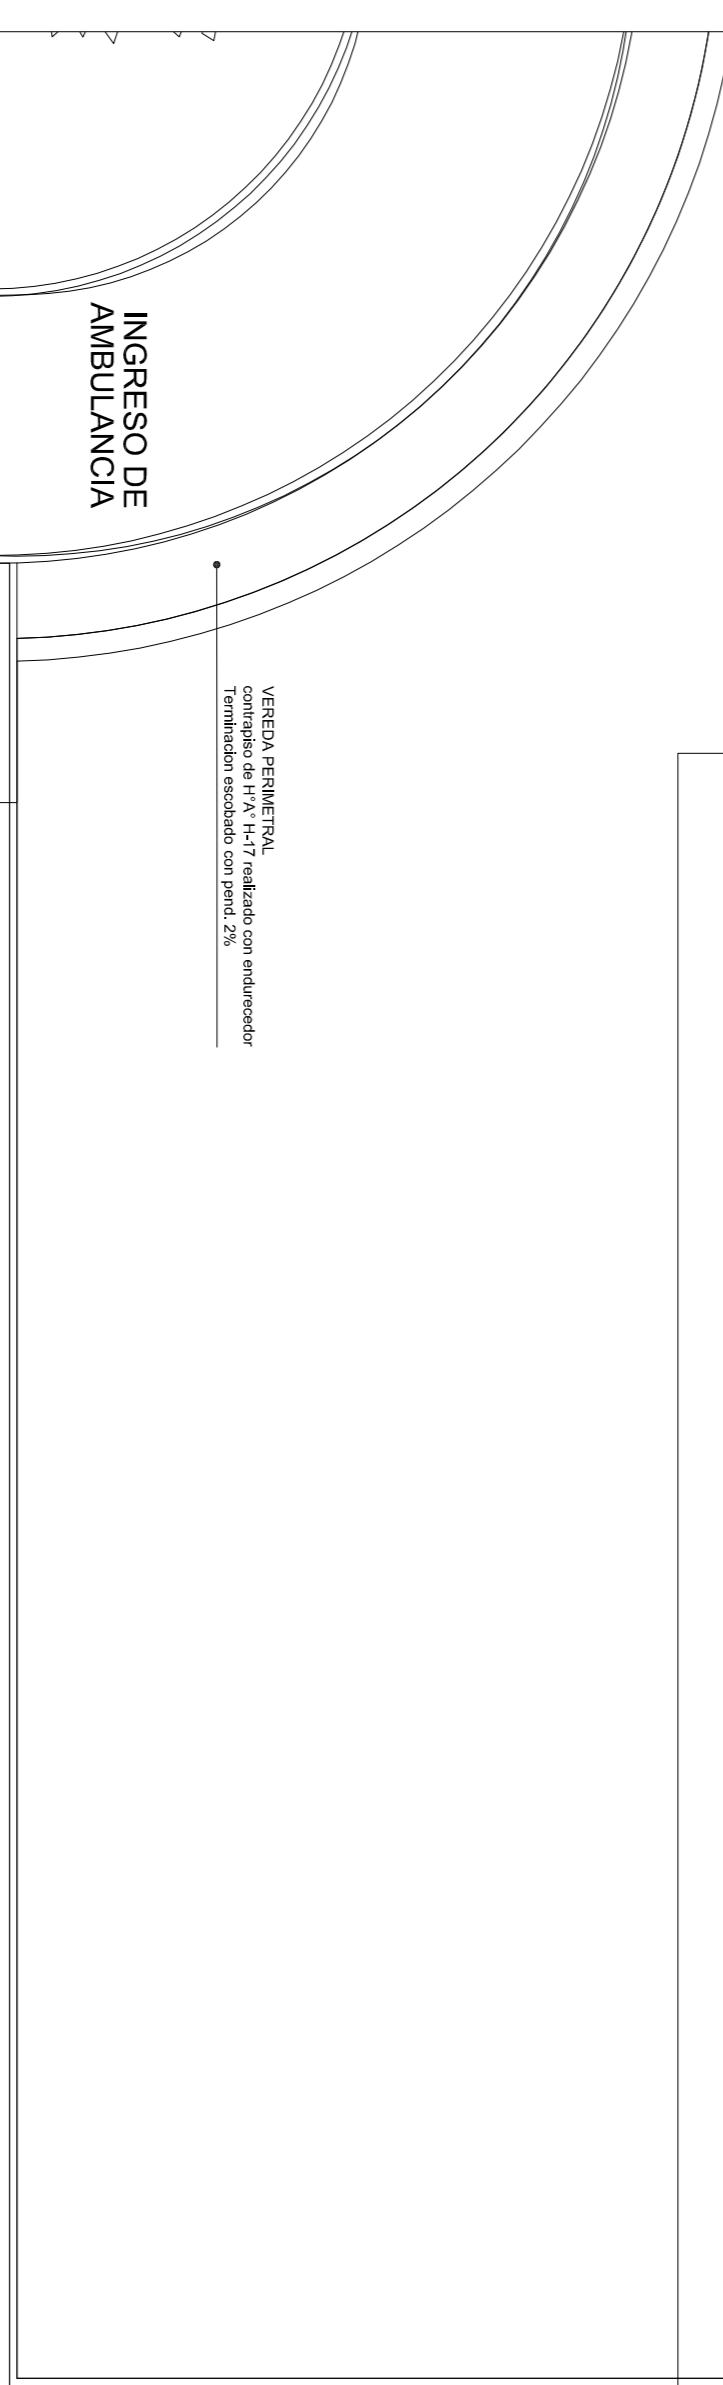 INGRESO DE
AMBULANCIA
VEREDA PERIMETRAL
contrapiso de H°A° H-17 realizado con endurecedor
Terminacion escobado con pend. 2%